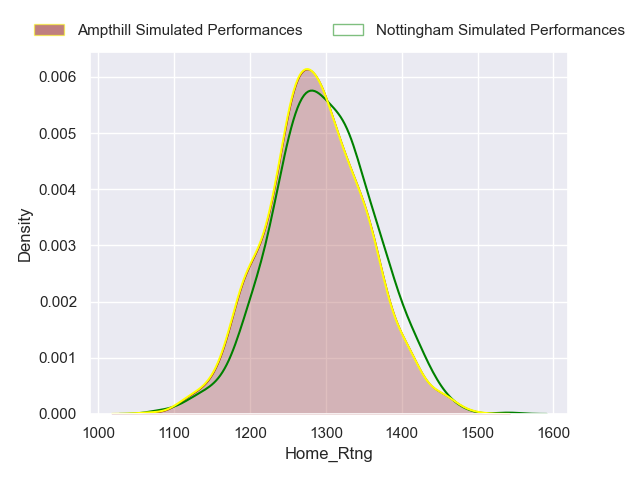 Ampthill Simulated Performances
Nottingham Simulated Performances
0.006
0.005
0.004
0.003
0.002
0.001
0.000
Density
1000 1100 1200 1300 1400 1500 1600
Home_Rtng